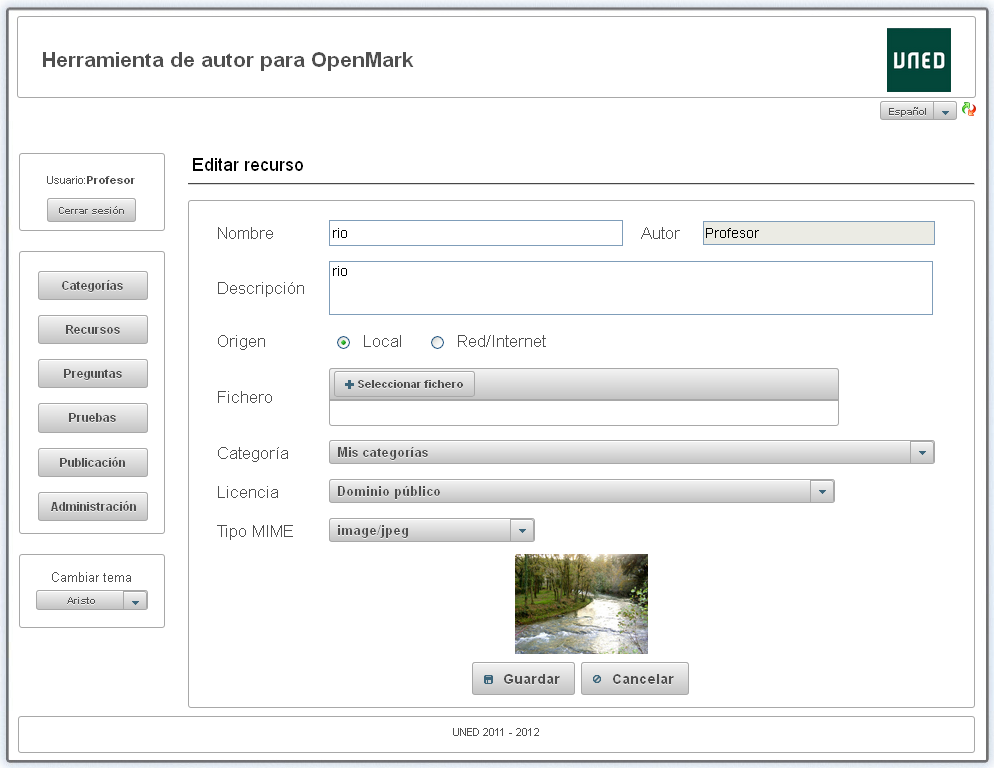 Herramienta de autor para OpenMark
UNED
Español
Usuario:Profesor
Cerrar sesión
Categorías
Recursos
Preguntas
Pruebas
Publicación
Administración
Cambiar tema
Aristo
Editar recurso
Nombre rio Autor Profesor
Descripción rio
Origen Local Red/Internet
Fichero Seleccionar fichero
Categoría Mis categorías
Licencia Dominio público
Tipo MIME image/jpeg
Guardar Cancelar
UNED 2011 - 2012